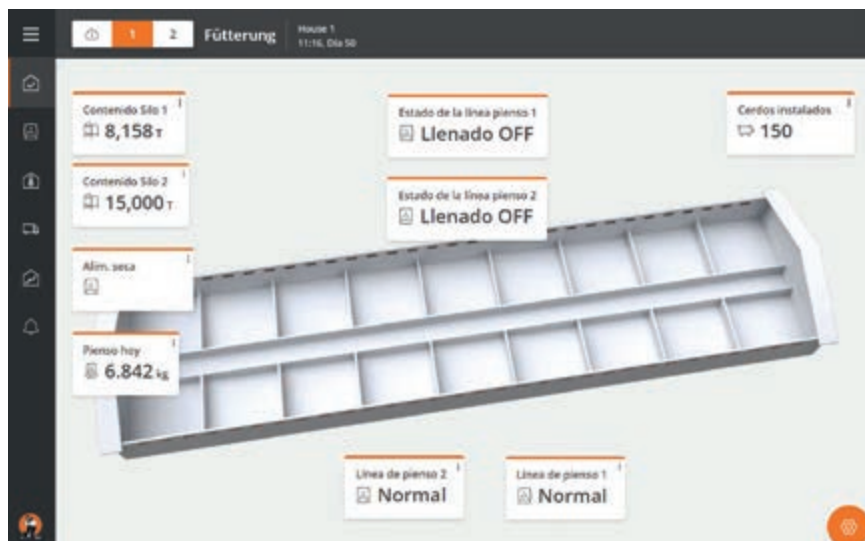 1
2
Fütterung
House 1
11:16, Día 50
Contenido Silo 1
8,158 T
Estado de la línea pienso 1
Llenado OFF
Cerdos instalados
150
Contenido Silo 2
15,000 T
Estado de la línea pienso 2
Llenado OFF
Alim. seca
Pienso hoy
6.842 kg
Línea de pienso 2
Normal
Línea de pienso 1
Normal